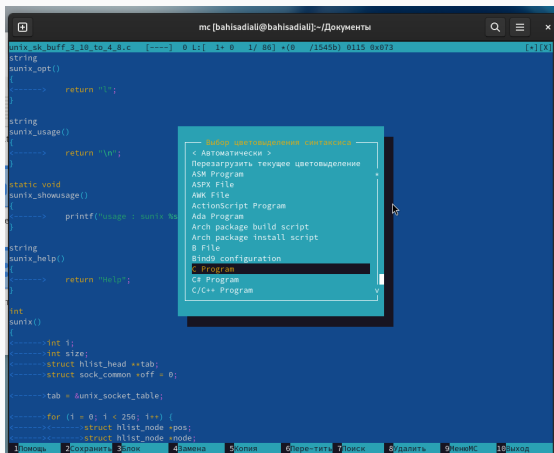 mc [bahisadiali@bahisadiali]:~/Документы
unix_sk_buff_3_10_to_4_8.c [----] 0 L:[ 1+ 0 1/ 86] *(0 /1545b) 0115 0x073 [*][X]
string
sunix_opt()
{
<------> return "l";
}
string
sunix_usage()
{
<------> return "\n";
}
static void
sunix_showusage()
{
<------> printf("usage : sunix %s
}
string
sunix_help()
{
<------> return "Help";
}
int
sunix()
{
<------>int i;
<------>int size;
<------>struct hlist_head **tab;
<------>struct sock_common *off = 0;
<------>tab = &unix_socket_table;
<------>for (i = 0; i < 256; i++) {
<------><------>struct hlist_node *pos;
<------><------>struct hlist_node *node;
Выбор цветовыделения синтаксиса
< Автоматически >
Перезагрузить текущее цветовыделение
ASM Program
ASPX File
AWK File
ActionScript Program
Ada Program
Arch package build script
Arch package install script
B File
Bind9 configuration
C Program
C# Program
C/C++ Program
1Помощь 2Сохранить 3Блок 4Замена 5Копия 6Пере~тить 7Поиск 8Удалить 9МенюМС 10Выход